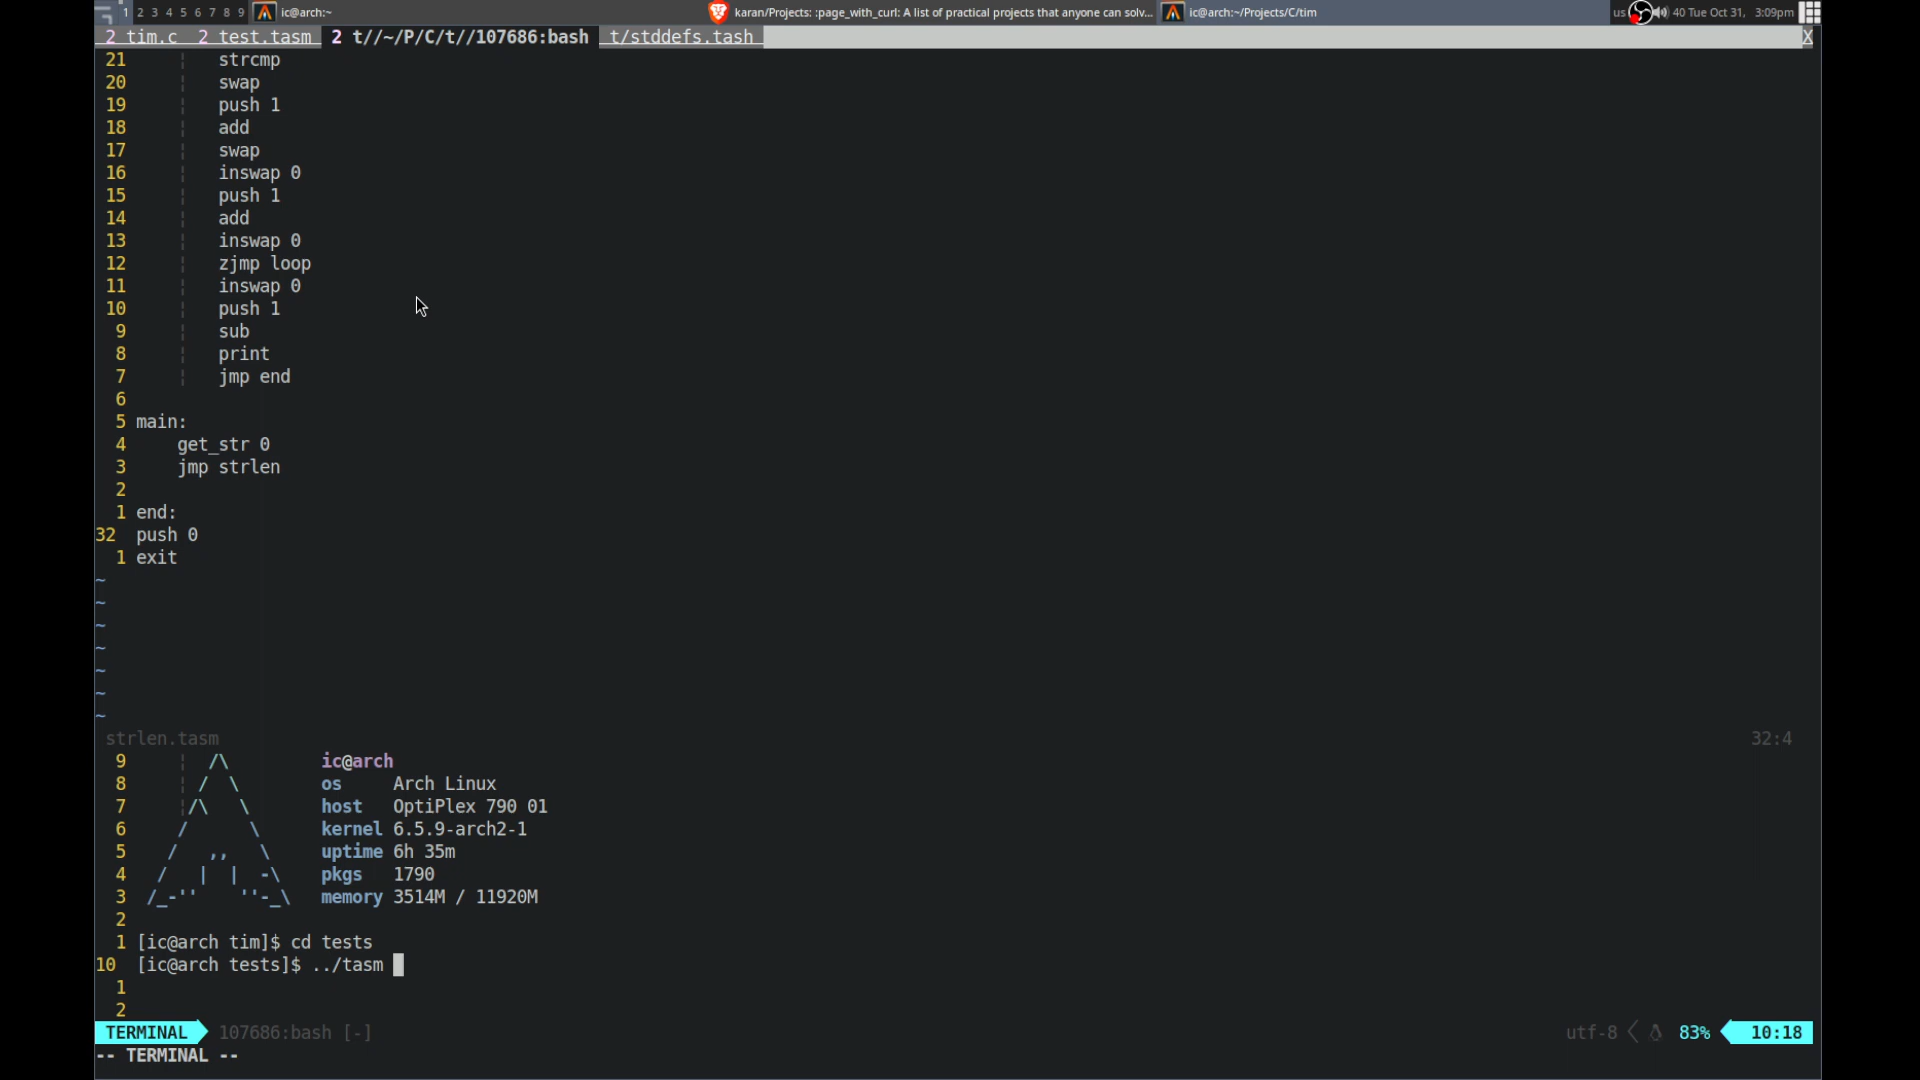 1 2 3 4 5 6 7 8 9 ic@arch:~ karan/Projects: :page_with_curl: A list of practical projects that anyone can solv... ic@arch:~/Projects/C/tim us 40 Tue Oct 31, 3:09pm
2 tim.c 2 test.tasm 2 t//~/P/C/t//107686:bash t/stddefs.tash X
21 strcmp
20 swap
19 push 1
18 add
17 swap
16 inswap 0
15 push 1
14 add
13 inswap 0
12 zjmp loop
11 inswap 0
10 push 1
9 sub
8 print
7 jmp end
6
5 main:
4 get_str 0
3 jmp strlen
2
1 end:
32 push 0
1 exit
~
~
~
~
~
~
~
strlen.tasm 32:4
9 /\ ic@arch
8 / \ os Arch Linux
7 /\ \ host OptiPlex 790 01
6 / \ kernel 6.5.9-arch2-1
5 / ,, \ uptime 6h 35m
4 / | | -\ pkgs 1790
3 /_-'' ''-_\ memory 3514M / 11920M
2
1 [ic@arch tim]$ cd tests
10 [ic@arch tests]$ ../tasm
1
2
TERMINAL 107686:bash [-] utf-8 83% 10:18
-- TERMINAL --